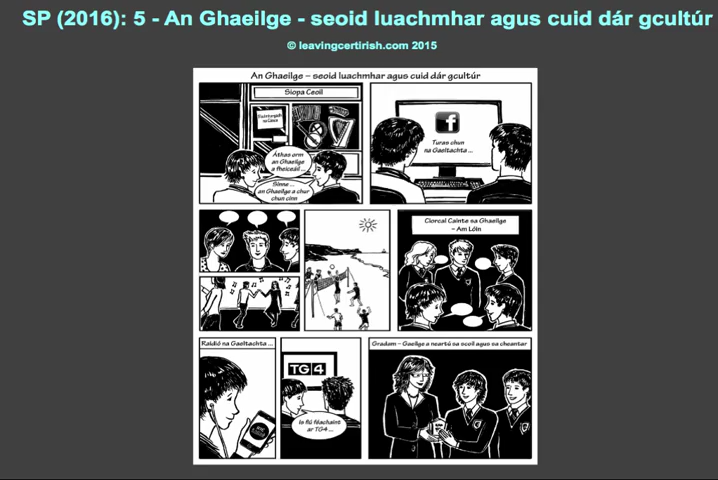 SP (2016): 5 - An Ghaeilge - seoid luachmhar agus cuid dár gcultúr
© leavingcertirish.com 2015
An Ghaeilge – seoid luachmhar agus cuid dár gcultúr
Siopa Ceoil
Áthas orm
an Ghaeilge
a fheiceáil ...
Sinne ...
an Ghaeilge a chur
chun cinn
f
Turas chun
na Gaeltachta ...
Ciorcal Cainte sa Ghaeilge
– Am Lóin
Raidió na Gaeltachta ...
TG4
Is fiú féachaint
ar TG4 ...
Gradam – Gaeilge a neartú sa scoil agus sa cheantar